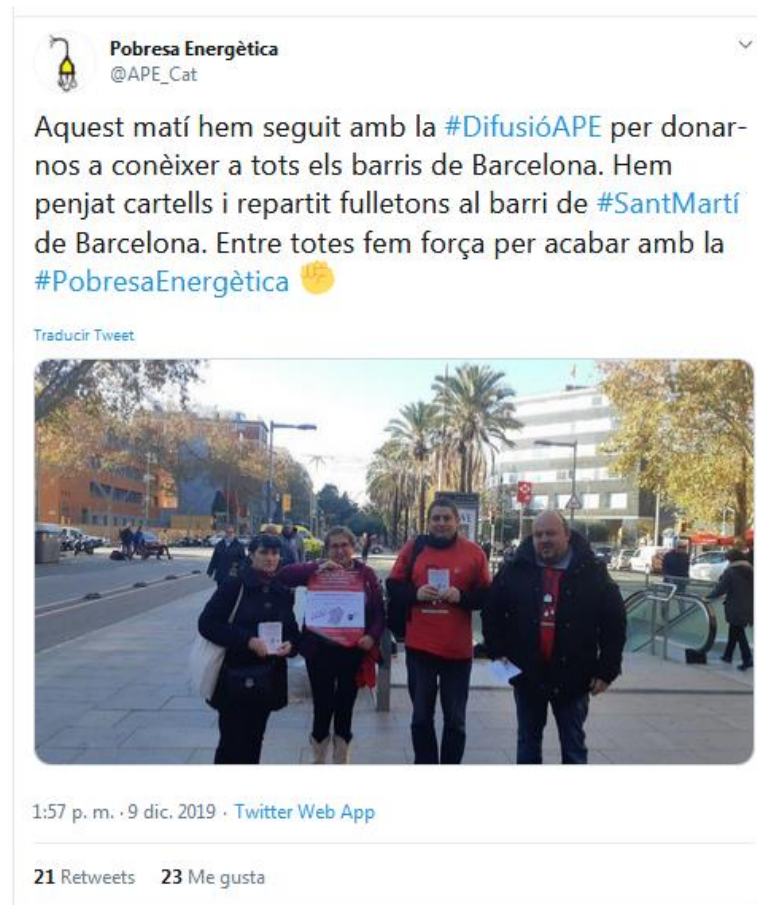 Pobresa Energètica
@APE_Cat
Aquest matí hem seguit amb la #DifusióAPE per donar-
nos a conèixer a tots els barris de Barcelona. Hem
penjat cartells i repartit fulletons al barri de #SantMartí
de Barcelona. Entre totes fem força per acabar amb la
#PobresaEnergètica ✊
Traducir Tweet
1:57 p. m. · 9 dic. 2019 · Twitter Web App
21 Retweets 23 Me gusta